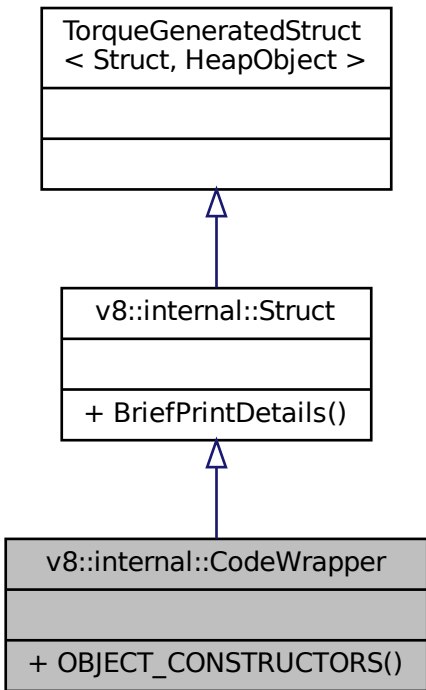 TorqueGeneratedStruct
< Struct, HeapObject >
v8::internal::Struct
+ BriefPrintDetails()
v8::internal::CodeWrapper
+ OBJECT_CONSTRUCTORS()